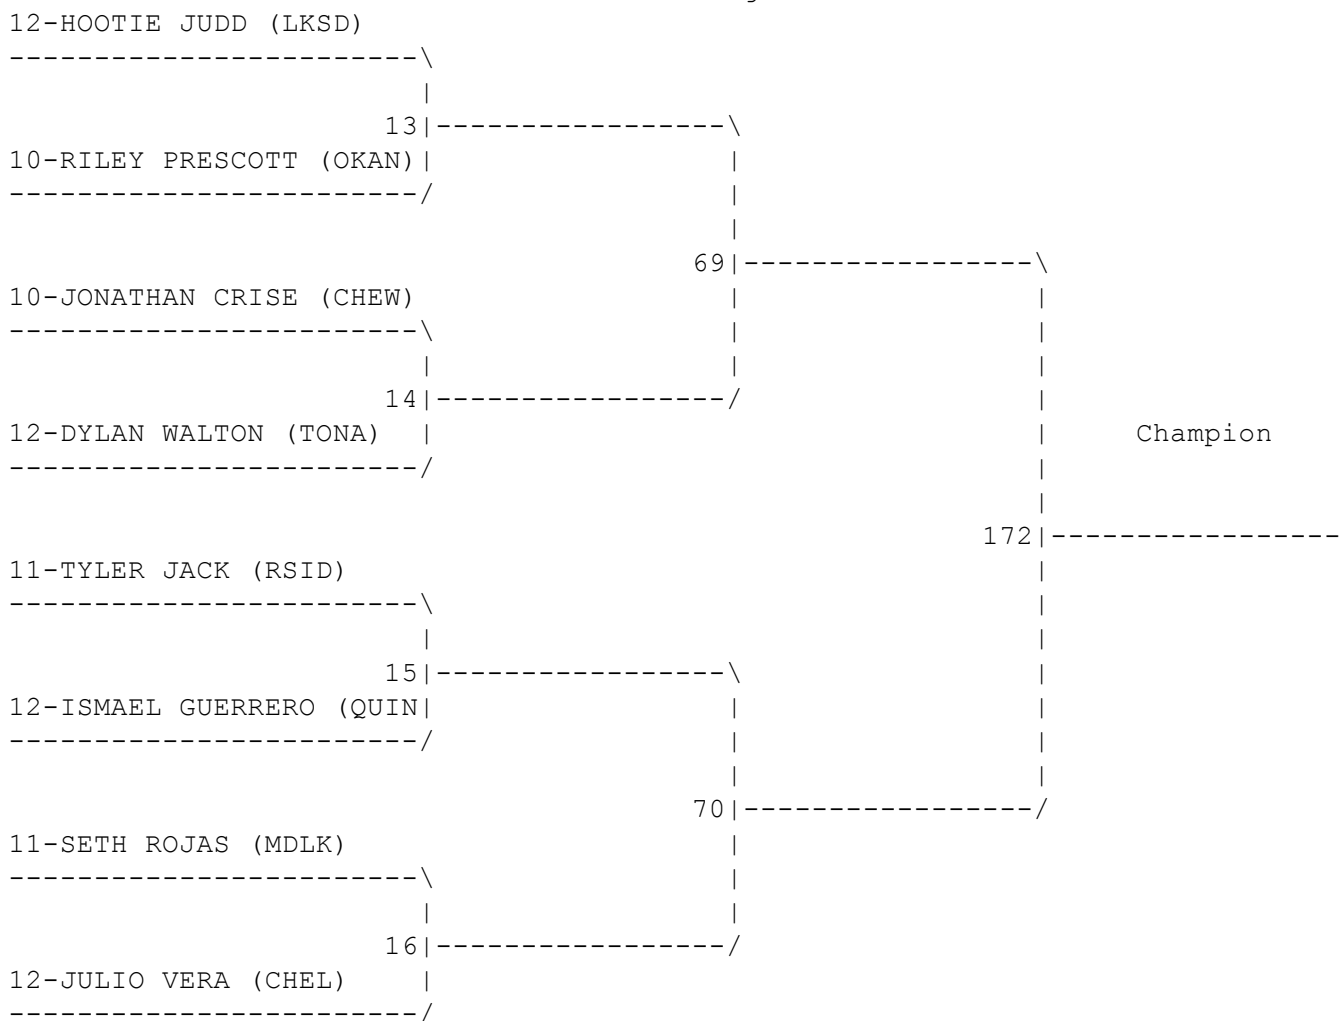 12-HOOTIE JUDD (LKSD)
------------------------\
|
13|-----------------\
10-RILEY PRESCOTT (OKAN)| |
------------------------/ |
|
69|-----------------\
10-JONATHAN CRISE (CHEW) | |
------------------------\ | |
| | |
14|-----------------/ |
12-DYLAN WALTON (TONA) | | Champion
------------------------/ |
|
172|-----------------
11-TYLER JACK (RSID) |
------------------------\ |
| |
15|-----------------\ |
12-ISMAEL GUERRERO (QUIN| | |
------------------------/ | |
| |
70|-----------------/
11-SETH ROJAS (MDLK) |
------------------------\ |
| |
16|-----------------/
12-JULIO VERA (CHEL) |
------------------------/